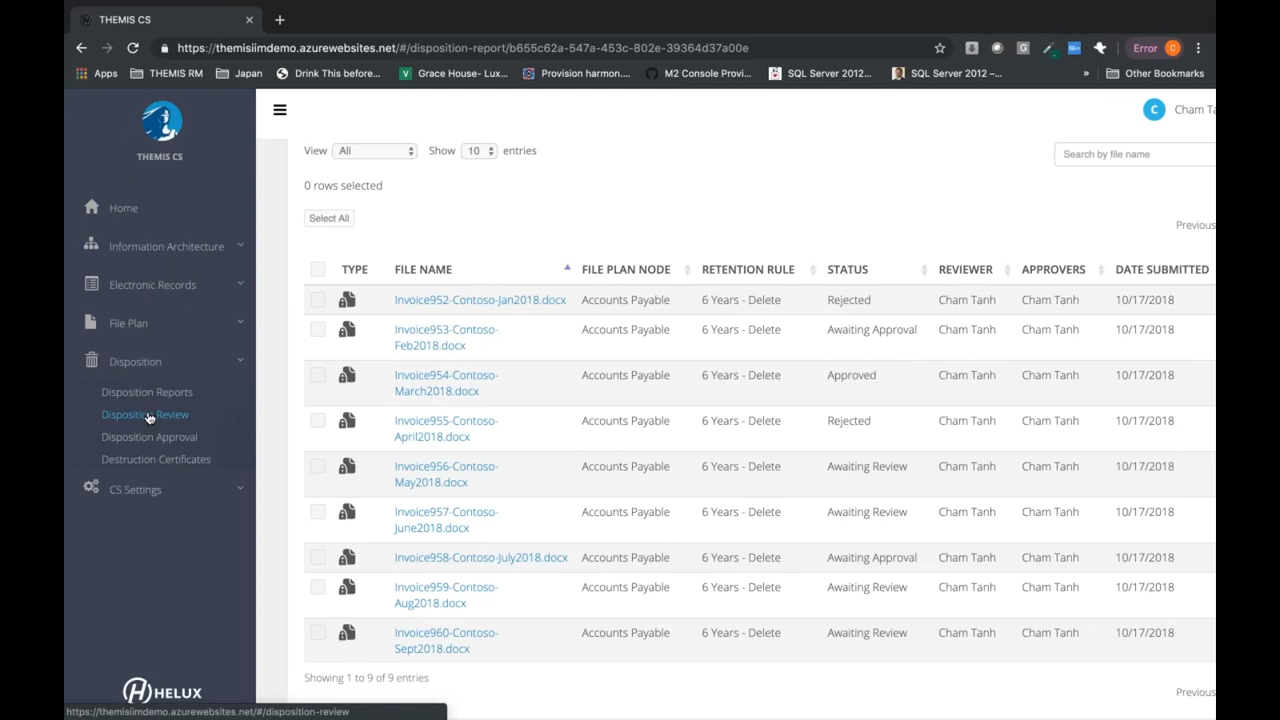 THEMIS CS
https://themisiimdemo.azurewebsites.net/#/disposition-report/b655c62a-547a-453c-802e-39364d37a00e
Error C
Apps THEMIS RM Japan Drink This before... Grace House- Lux... Provision harmon.... M2 Console Provi... SQL Server 2012... SQL Server 2012 –... » Other Bookmarks
THEMIS CS
C Cham Ta
Home
Information Architecture
Electronic Records
File Plan
Disposition
Disposition Reports
Disposition Review
Disposition Approval
Destruction Certificates
CS Settings
HELUX
View All Show 10 entries
Search by file name
0 rows selected
Select All
Previous
TYPE FILE NAME FILE PLAN NODE RETENTION RULE STATUS REVIEWER APPROVERS DATE SUBMITTED
Invoice952-Contoso-Jan2018.docx Accounts Payable 6 Years - Delete Rejected Cham Tanh Cham Tanh 10/17/2018
Invoice953-Contoso- Accounts Payable 6 Years - Delete Awaiting Approval Cham Tanh Cham Tanh 10/17/2018
Feb2018.docx
Invoice954-Contoso- Accounts Payable 6 Years - Delete Approved Cham Tanh Cham Tanh 10/17/2018
March2018.docx
Invoice955-Contoso- Accounts Payable 6 Years - Delete Rejected Cham Tanh Cham Tanh 10/17/2018
April2018.docx
Invoice956-Contoso- Accounts Payable 6 Years - Delete Awaiting Review Cham Tanh Cham Tanh 10/17/2018
May2018.docx
Invoice957-Contoso- Accounts Payable 6 Years - Delete Awaiting Review Cham Tanh Cham Tanh 10/17/2018
June2018.docx
Invoice958-Contoso-July2018.docx Accounts Payable 6 Years - Delete Awaiting Approval Cham Tanh Cham Tanh 10/17/2018
Invoice959-Contoso- Accounts Payable 6 Years - Delete Awaiting Review Cham Tanh Cham Tanh 10/17/2018
Aug2018.docx
Invoice960-Contoso- Accounts Payable 6 Years - Delete Awaiting Review Cham Tanh Cham Tanh 10/17/2018
Sept2018.docx
Showing 1 to 9 of 9 entries
Previous
https://themisiimdemo.azurewebsites.net/#/disposition-review